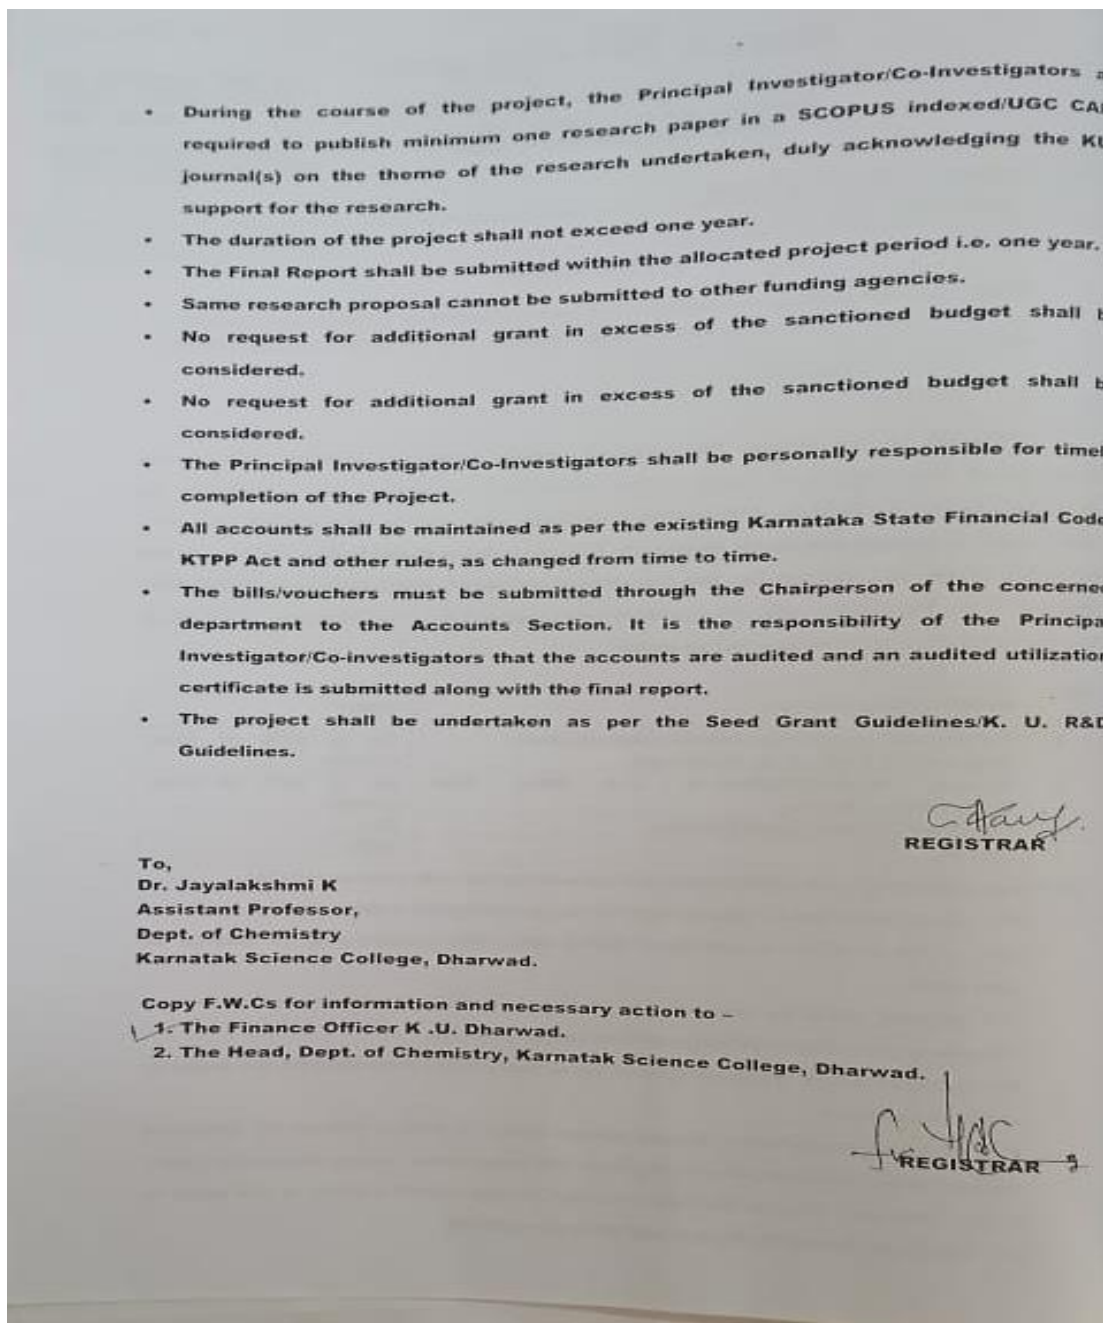 • During the course of the project, the Principal Investigator/Co-Investigators a
required to publish minimum one research paper in a SCOPUS indexed/UGC CA
journal(s) on the theme of the research undertaken, duly acknowledging the KU
support for the research.
• The duration of the project shall not exceed one year.
• The Final Report shall be submitted within the allocated project period i.e. one year.
• Same research proposal cannot be submitted to other funding agencies.
• No request for additional grant in excess of the sanctioned budget shall b
considered.
• No request for additional grant in excess of the sanctioned budget shall b
considered.
• The Principal Investigator/Co-Investigators shall be personally responsible for timel
completion of the Project.
• All accounts shall be maintained as per the existing Karnataka State Financial Code
KTPP Act and other rules, as changed from time to time.
• The bills/vouchers must be submitted through the Chairperson of the concerned
department to the Accounts Section. It is the responsibility of the Principa
Investigator/Co-investigators that the accounts are audited and an audited utilization
certificate is submitted along with the final report.
• The project shall be undertaken as per the Seed Grant Guidelines/K. U. R&D
Guidelines.
REGISTRAR
To,
Dr. Jayalakshmi K
Assistant Professor,
Dept. of Chemistry
Karnatak Science College, Dharwad.
Copy F.W.Cs for information and necessary action to –
1. The Finance Officer K .U. Dharwad.
2. The Head, Dept. of Chemistry, Karnatak Science College, Dharwad.
REGISTRAR